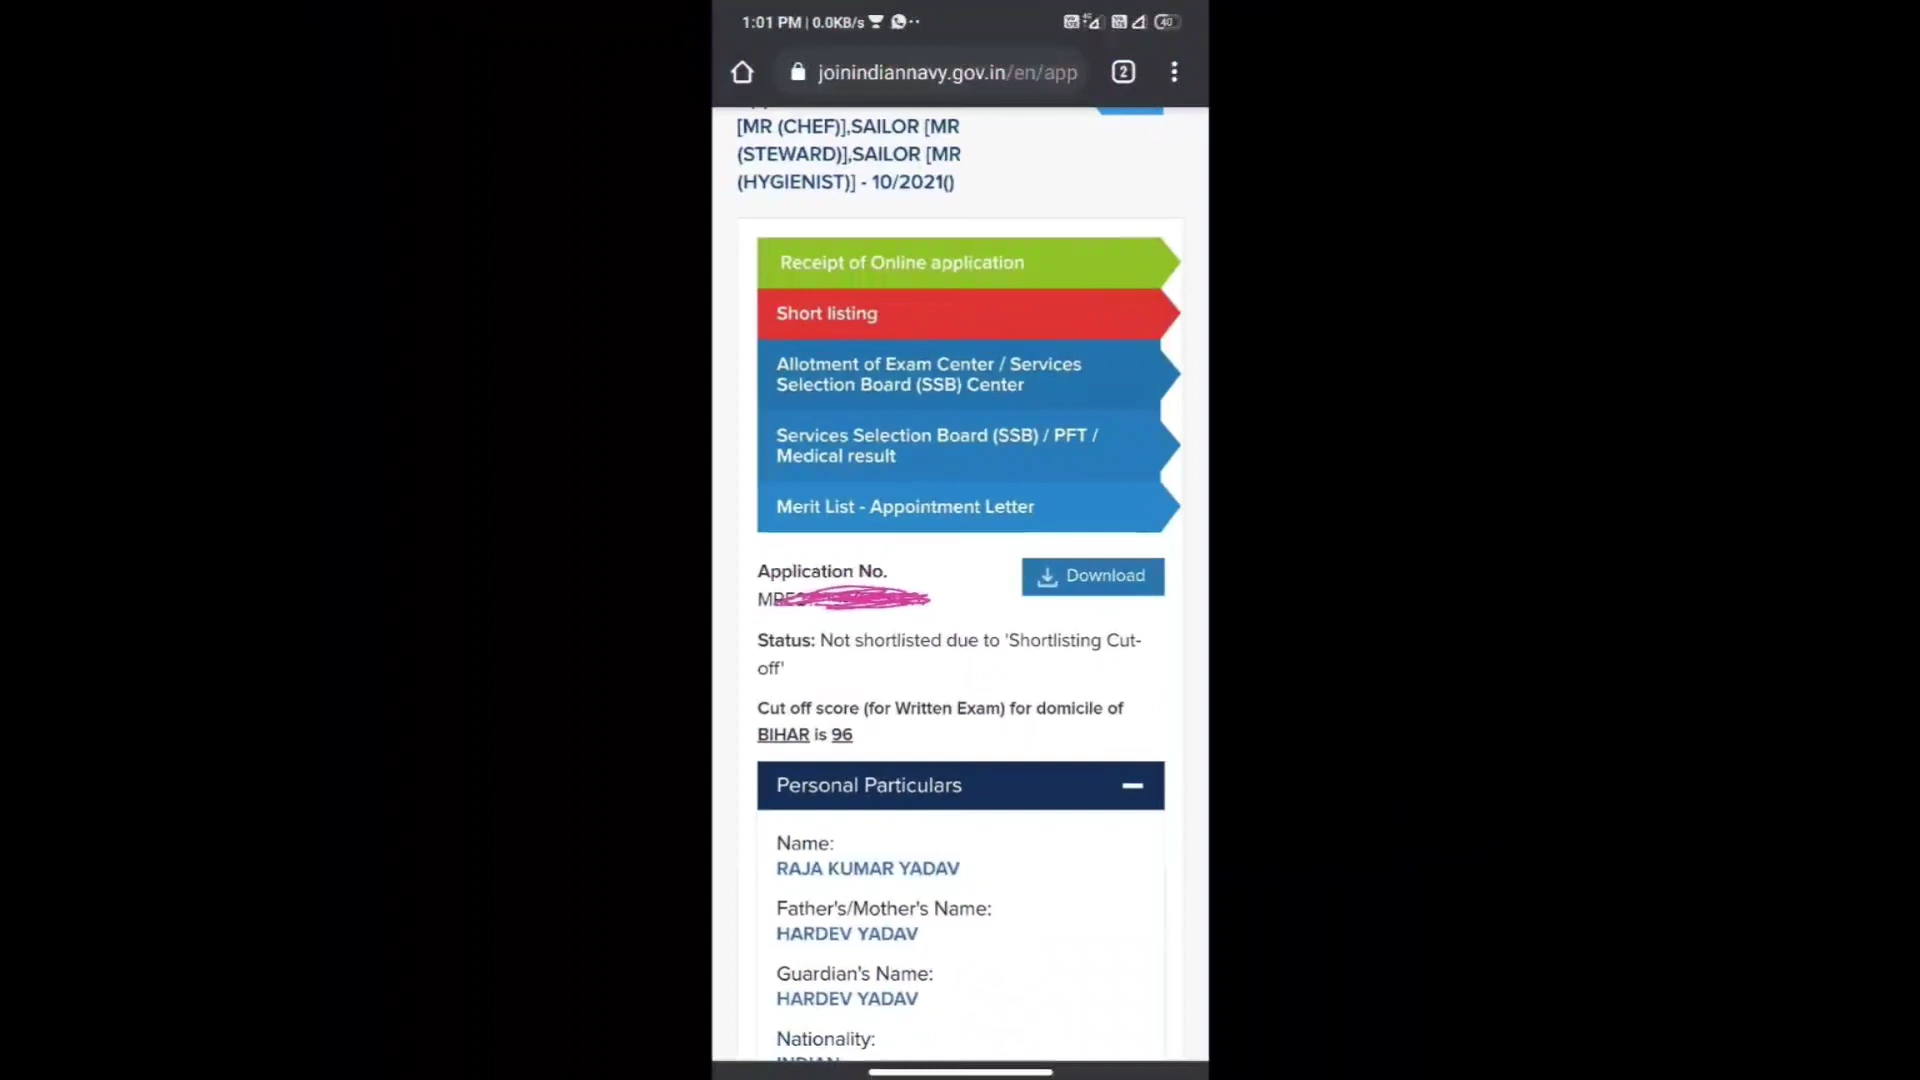 1:01 PM | 0.0KB/s
40
joinindiannavy.gov.in/en/app
2
[MR (CHEF)],SAILOR [MR
(STEWARD)],SAILOR [MR
(HYGIENIST)] - 10/2021()
Receipt of Online application
Short listing
Allotment of Exam Center / Services
Selection Board (SSB) Center
Services Selection Board (SSB) / PFT /
Medical result
Merit List - Appointment Letter
Application No.
Download
Status: Not shortlisted due to 'Shortlisting Cut-
off'
Cut off score (for Written Exam) for domicile of
BIHAR is 96
Personal Particulars
Name:
RAJA KUMAR YADAV
Father's/Mother's Name:
HARDEV YADAV
Guardian's Name:
HARDEV YADAV
Nationality:
INDIAN